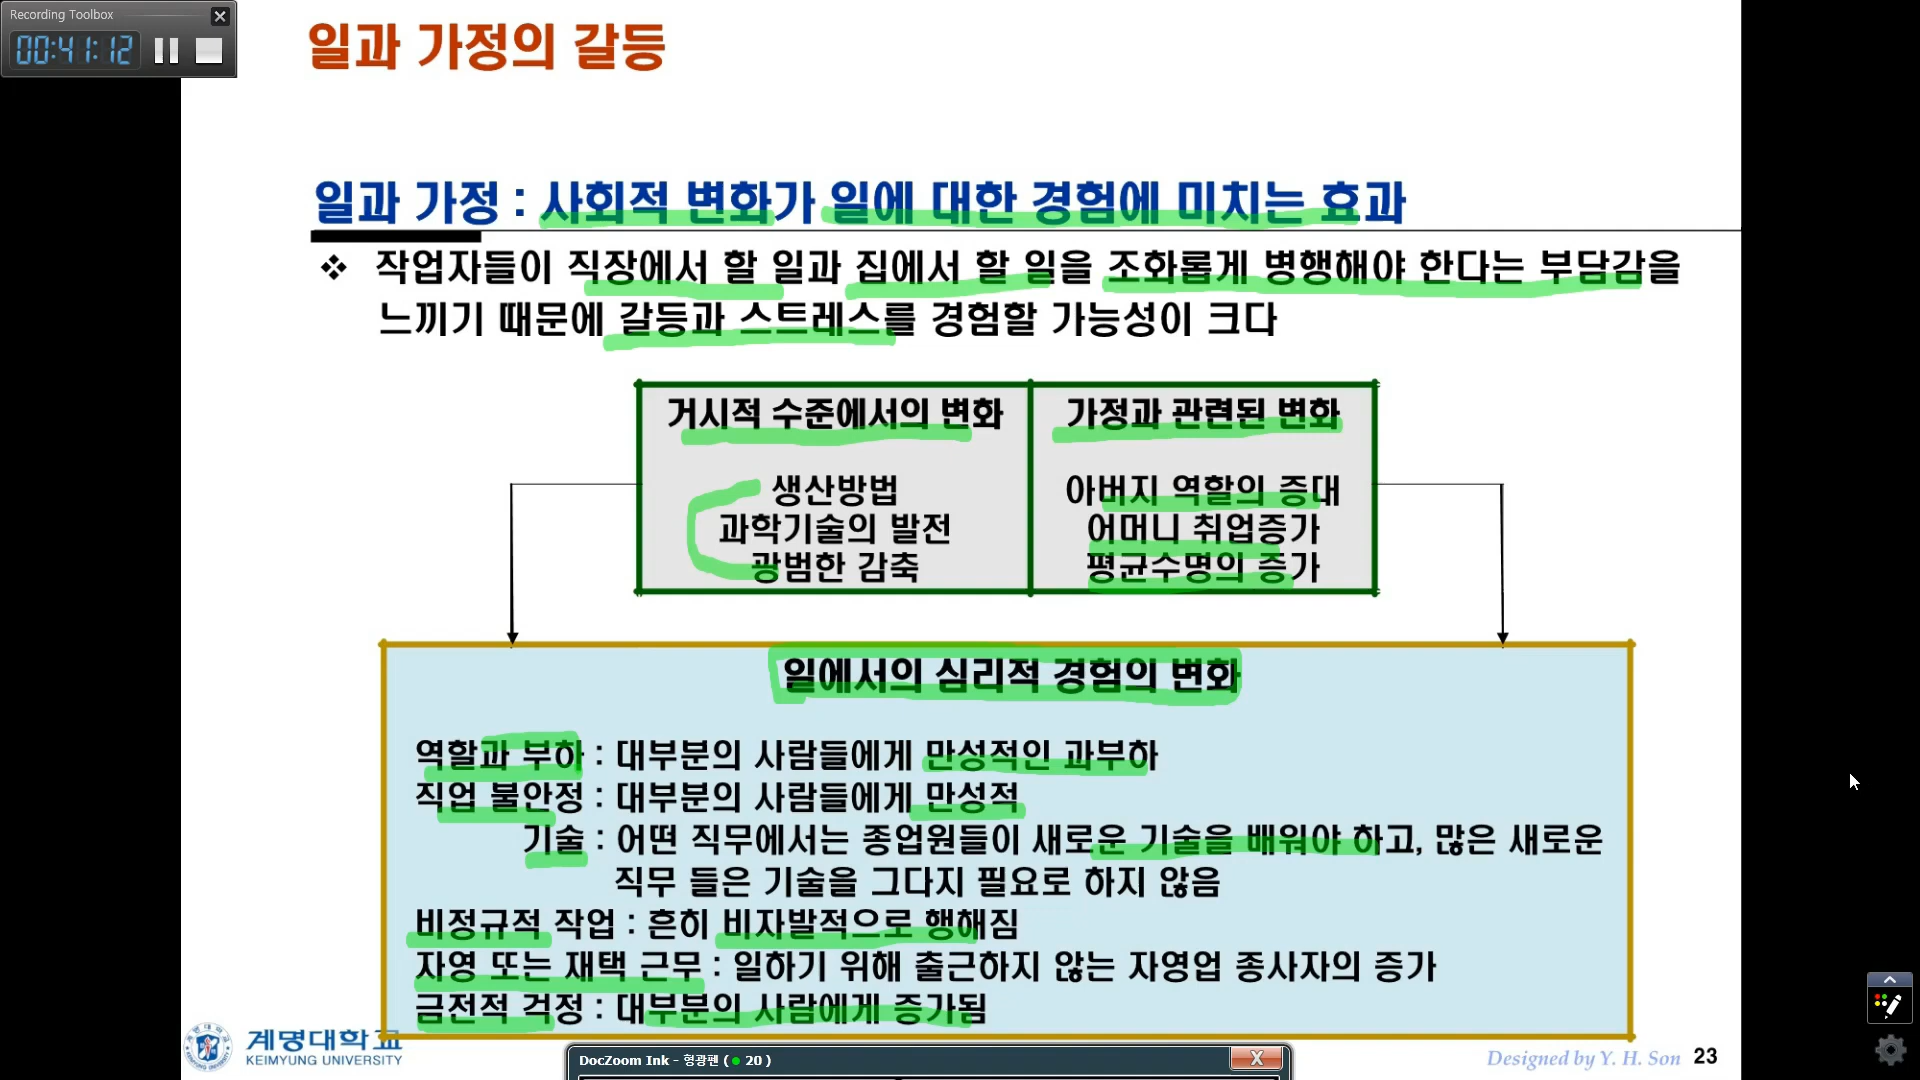 Recording Toolbox
00:41:12
일과 가정의 갈등
일과 가정 : 사회적 변화가 일에 대한 경험에 미치는 효과
❖ 작업자들이 직장에서 할 일과 집에서 할 일을 조화롭게 병행해야 한다는 부담감을
느끼기 때문에 갈등과 스트레스를 경험할 가능성이 크다
거시적 수준에서의 변화
생산방법
과학기술의 발전
광범한 감축
가정과 관련된 변화
아버지 역할의 증대
어머니 취업증가
평균수명의 증가
일에서의 심리적 경험의 변화
역할과 부하 : 대부분의 사람들에게 만성적인 과부하
직업 불안정 : 대부분의 사람들에게 만성적
기술 : 어떤 직무에서는 종업원들이 새로운 기술을 배워야 하고, 많은 새로운
직무 들은 기술을 그다지 필요로 하지 않음
비정규적 작업 : 흔히 비자발적으로 행해짐
자영 또는 재택 근무 : 일하기 위해 출근하지 않는 자영업 종사자의 증가
금전적 걱정 : 대부분의 사람에게 증가됨
계명대학교
KEIMYUNG UNIVERSITY
DocZoom Ink - 형광펜 ( ● 20 )
Designed by Y. H. Son 23